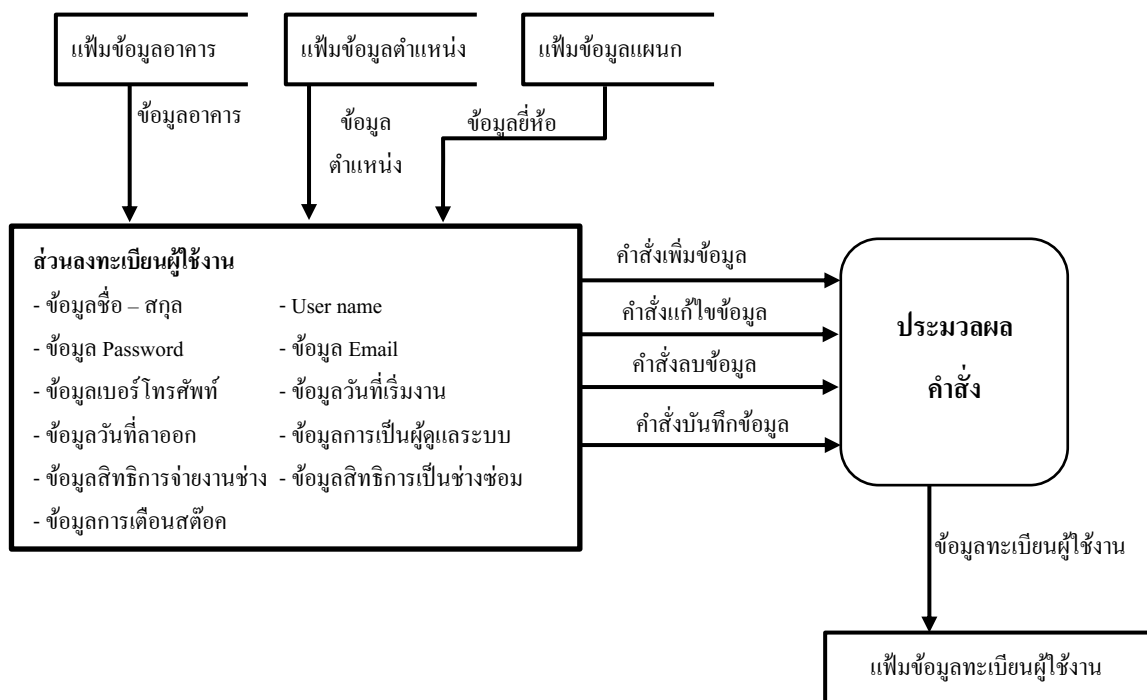 แฟ้มข้อมูลอาคาร
แฟ้มข้อมูลตำแหน่ง
แฟ้มข้อมูลแผนก
ข้อมูลอาคาร
ข้อมูล
ตำแหน่ง
ข้อมูลยี่ห้อ
ส่วนลงทะเบียนผู้ใช้งาน
- ข้อมูลชื่อ – สกุล - User name
- ข้อมูล Password - ข้อมูล Email
- ข้อมูลเบอร์โทรศัพท์ - ข้อมูลวันที่เริ่มงาน
- ข้อมูลวันที่ลาออก - ข้อมูลการเป็นผู้ดูแลระบบ
- ข้อมูลสิทธิการจ่ายงานช่าง - ข้อมูลสิทธิการเป็นช่างซ่อม
- ข้อมูลการเตือนสต๊อค
คำสั่งเพิ่มข้อมูล
คำสั่งแก้ไขข้อมูล
คำสั่งลบข้อมูล
คำสั่งบันทึกข้อมูล
ประมวลผล
คำสั่ง
ข้อมูลทะเบียนผู้ใช้งาน
แฟ้มข้อมูลทะเบียนผู้ใช้งาน